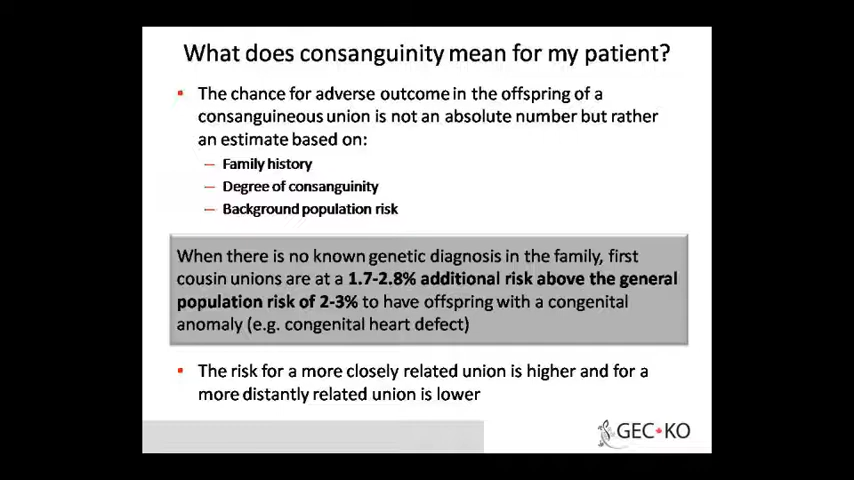 What does consanguinity mean for my patient?
• The chance for adverse outcome in the offspring of a
consanguineous union is not an absolute number but rather
an estimate based on:
– Family history
– Degree of consanguinity
– Background population risk
When there is no known genetic diagnosis in the family, first
cousin unions are at a 1.7-2.8% additional risk above the general
population risk of 2-3% to have offspring with a congenital
anomaly (e.g. congenital heart defect)
• The risk for a more closely related union is higher and for a
more distantly related union is lower
GEC•KO